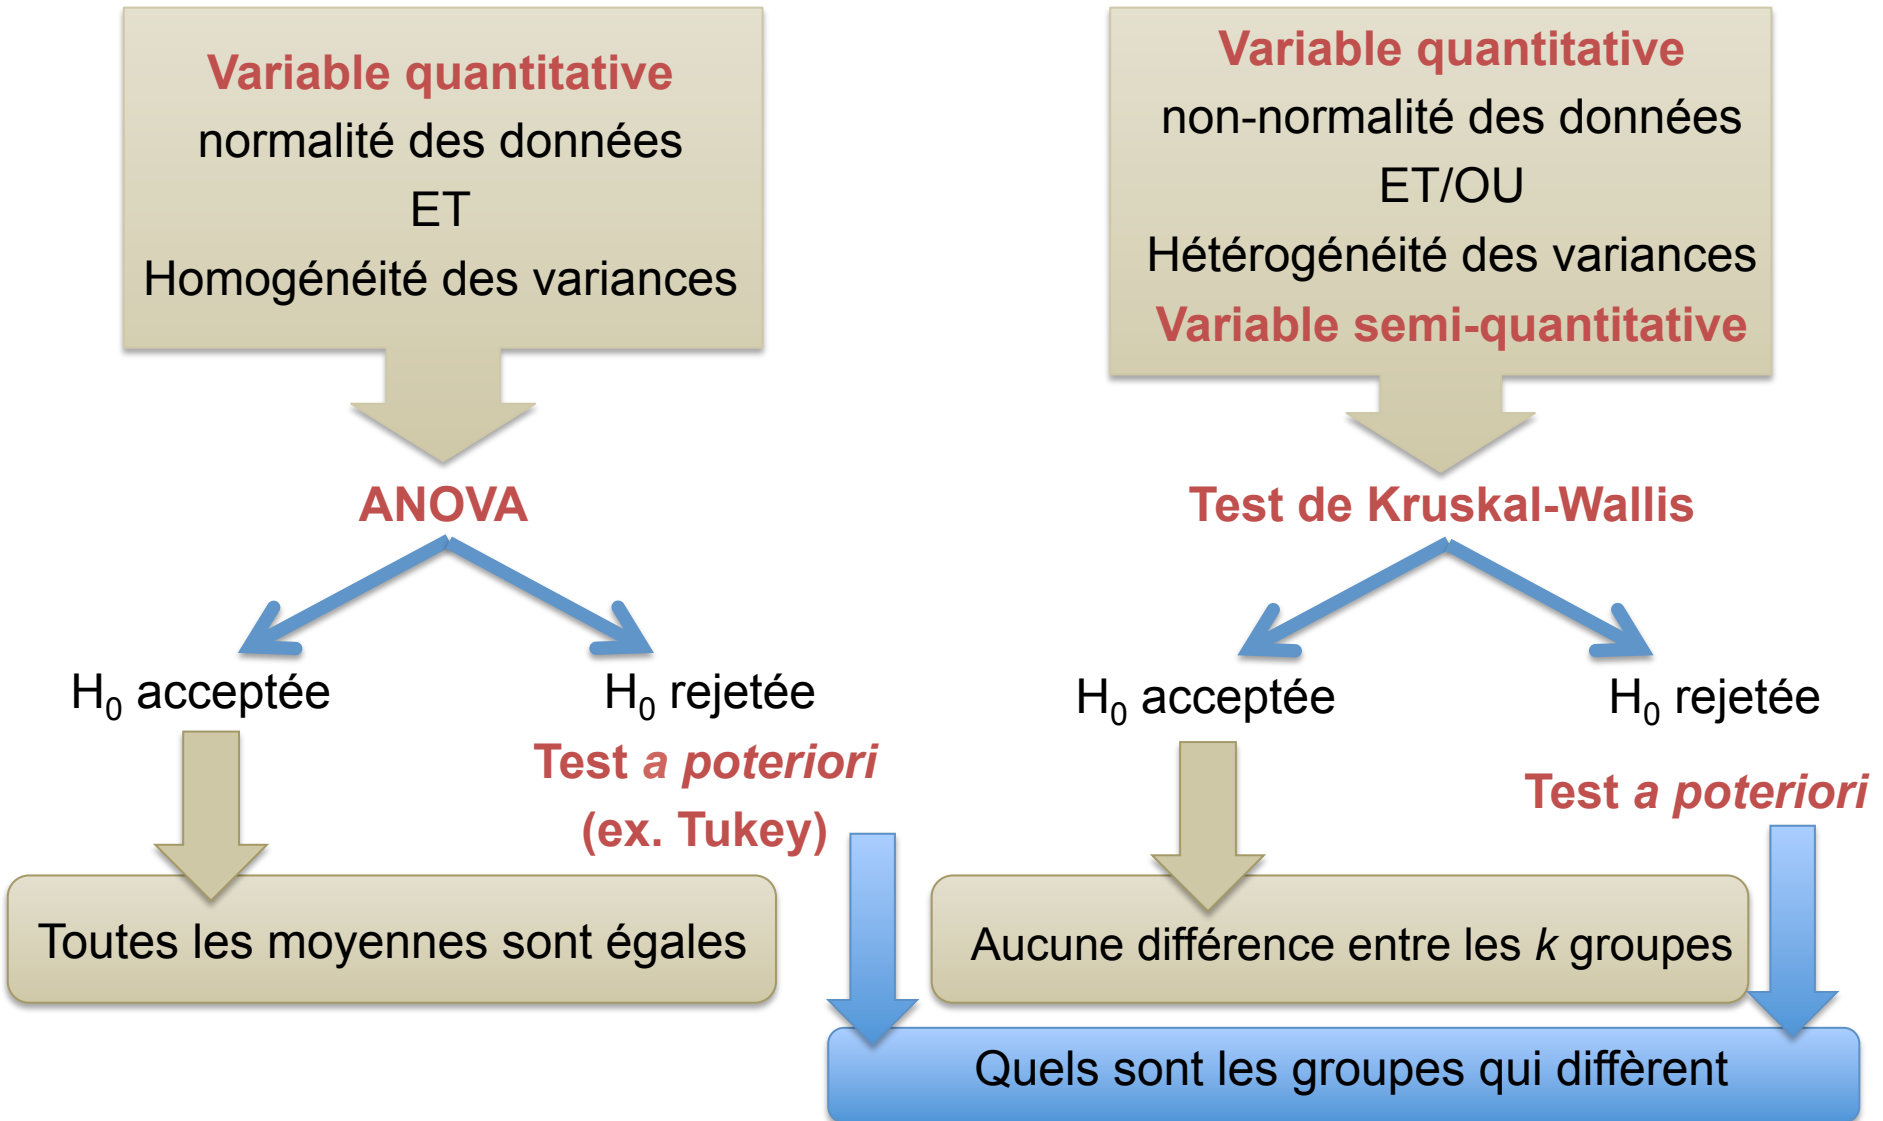 Variable quantitative
normalité des données
ET
Homogénéité des variances
ANOVA
H0 acceptée
H0 rejetée
Test a poteriori
(ex. Tukey)
Toutes les moyennes sont égales
Variable quantitative
non-normalité des données
ET/OU
Hétérogénéité des variances
Variable semi-quantitative
Test de Kruskal-Wallis
H0 acceptée
H0 rejetée
Test a poteriori
Aucune différence entre les k groupes
Quels sont les groupes qui diffèrent